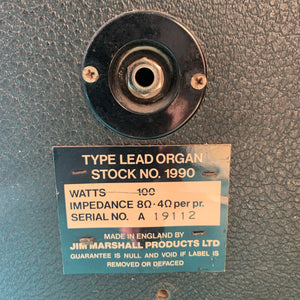 TYPE LEAD ORGAN
STOCK NO. 1990
WATTS 100
IMPEDANCE 8Ω·4Ω per pr.
SERIAL NO. A 19112
MADE IN ENGLAND BY
JIM MARSHALL PRODUCTS LTD
GUARANTEE IS NULL AND VOID IF LABEL IS
REMOVED OR DEFACED